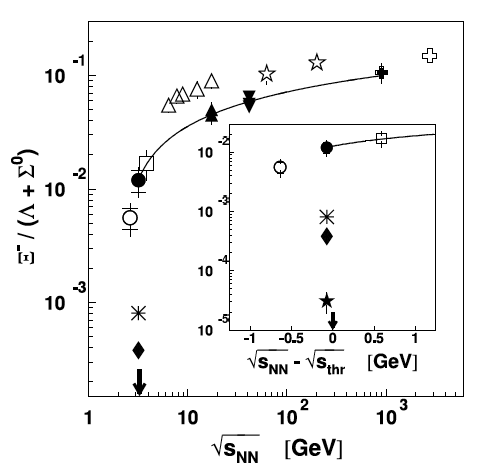 Ξ⁻ / (Λ + Σ⁰)
10⁻¹
10⁻²
10⁻³
1 10 10² 10³
√s_NN [GeV]
10⁻²
10⁻³
10⁻⁴
10⁻⁵
-1 -0.5 0 0.5 1
√s_NN - √s_thr [GeV]